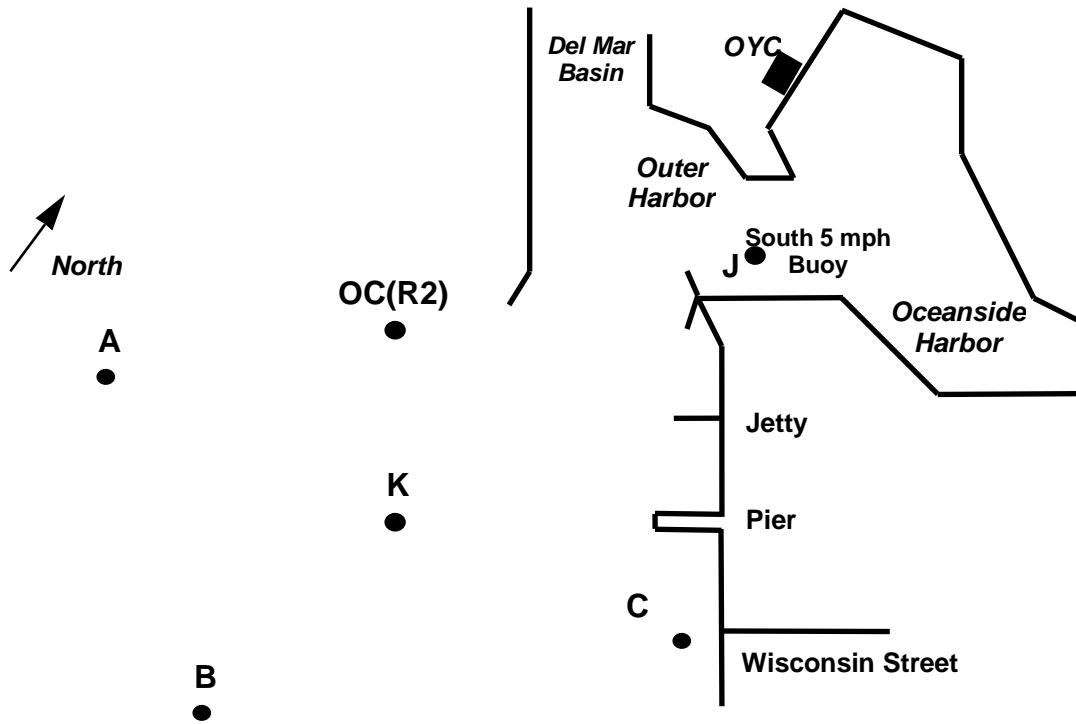 Del Mar
Basin
OYC
Outer
Harbor
North
South 5 mph
Buoy
J
OC(R2)
Oceanside
Harbor
A
Jetty
K
Pier
C
Wisconsin Street
B